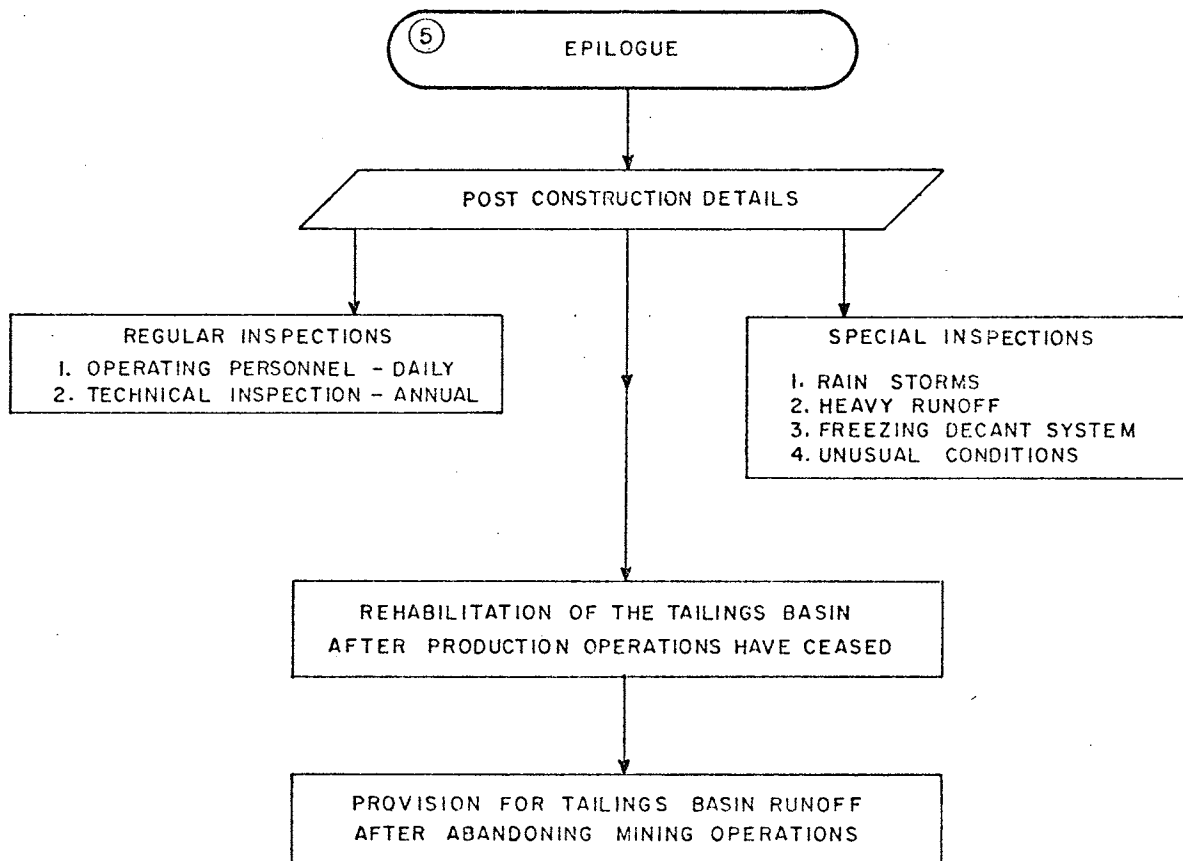 5
EPILOGUE
POST CONSTRUCTION DETAILS
REGULAR INSPECTIONS
1. OPERATING PERSONNEL - DAILY
2. TECHNICAL INSPECTION - ANNUAL
SPECIAL INSPECTIONS
1. RAIN STORMS
2. HEAVY RUNOFF
3. FREEZING DECANT SYSTEM
4. UNUSUAL CONDITIONS
REHABILITATION OF THE TAILINGS BASIN
AFTER PRODUCTION OPERATIONS HAVE CEASED
PROVISION FOR TAILINGS BASIN RUNOFF
AFTER ABANDONING MINING OPERATIONS